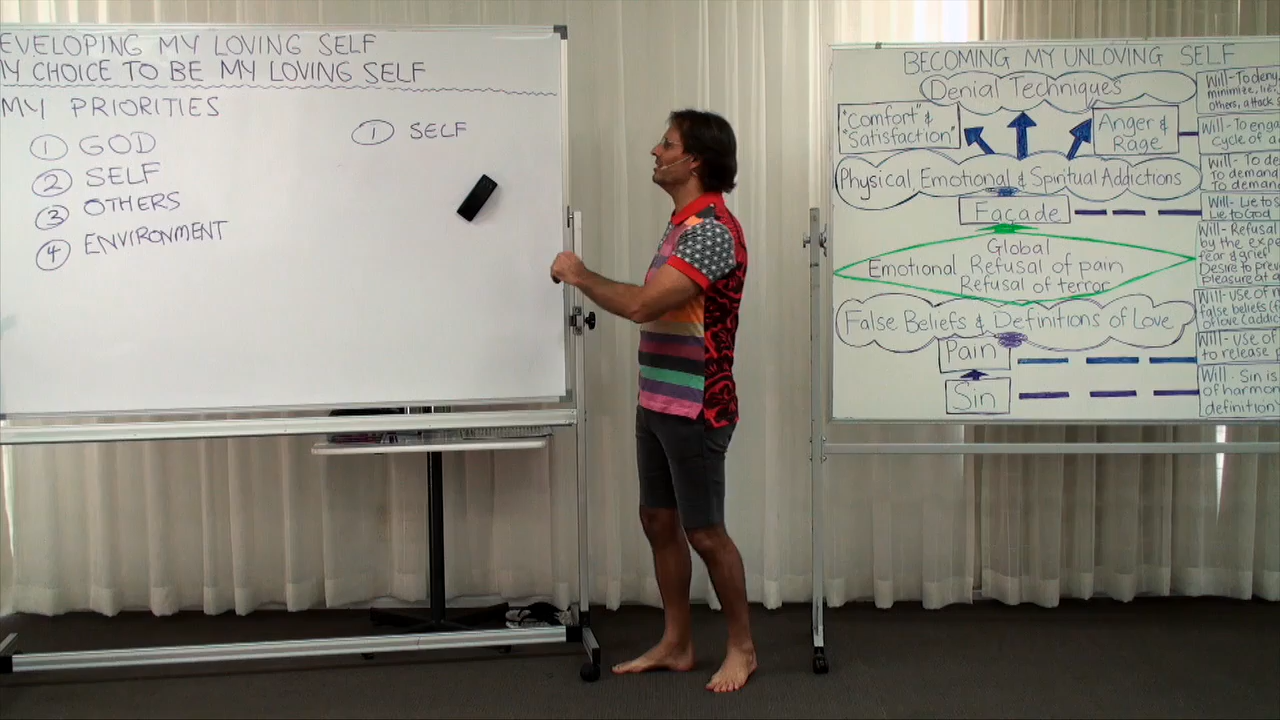 EVELOPING MY LOVING SELF
MY CHOICE TO BE MY LOVING SELF
MY PRIORITIES
1 GOD
2 SELF
3 OTHERS
4 ENVIRONMENT
1 SELF
BECOMING MY UNLOVING SELF
Denial Techniques
"Comfort" &
"Satisfaction"
Anger &
Rage
Physical Emotional & Spiritual Addictions
Façade
Global
Emotional Refusal of pain
Refusal of terror
False Beliefs & Definitions of Love
Pain
Sin
Will - To deny
minimize, lie
others, attack
Will - To enga
cycle of a
Will - To de
To demand
To demand
Will - Lie to S
Lie to God
Will - Refusal
by the exp
fear & grief
Desire to prev
pleasure at
Will - Use of
false beliefs
of love (addic
Will - Use of
to release p
Will - Sin is
of harmon
definition